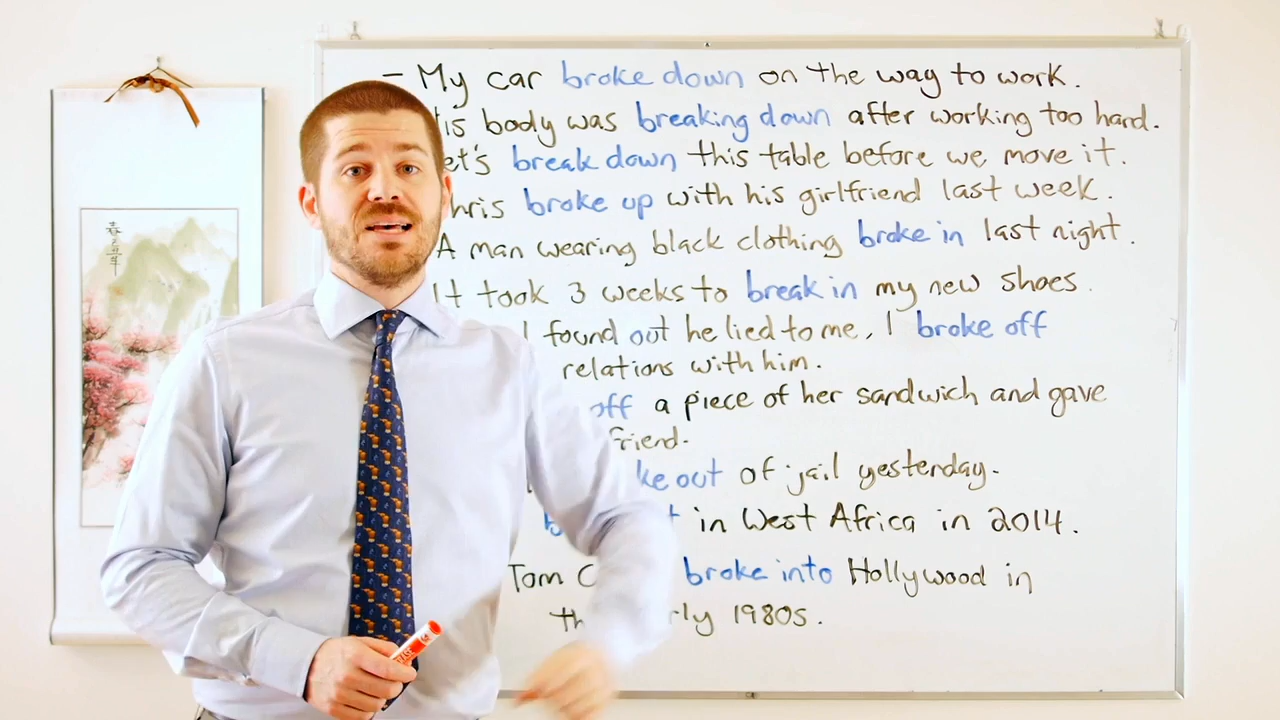 - My car broke down on the way to work.
is body was breaking down after working too hard.
et's break down this table before we move it.
hris broke up with his girlfriend last week.
A man wearing black clothing broke in last night.
It took 3 weeks to break in my new shoes.
I found out he lied to me, I broke off
relations with him.
off a piece of her sandwich and gave
friend.
ke out of jail yesterday.
in West Africa in 2014.
Tom C broke into Hollywood in
rly 1980s.